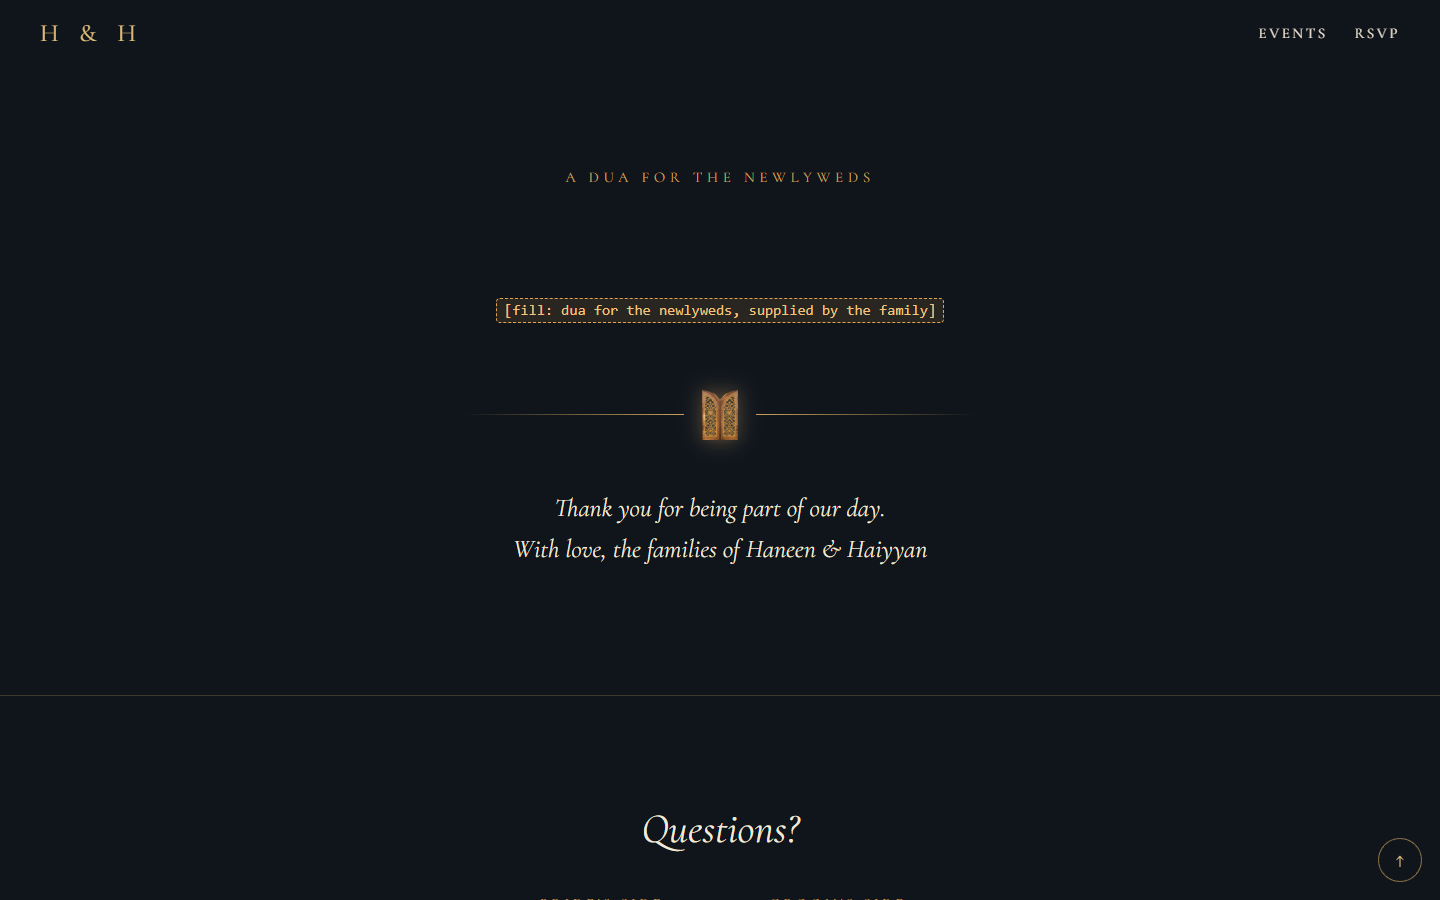 H & H
EVENTS RSVP
A DUA FOR THE NEWLYWEDS
[fill: dua for the newlyweds, supplied by the family]
Thank you for being part of our day.
With love, the families of Haneen & Haiyyan
Questions?
↑